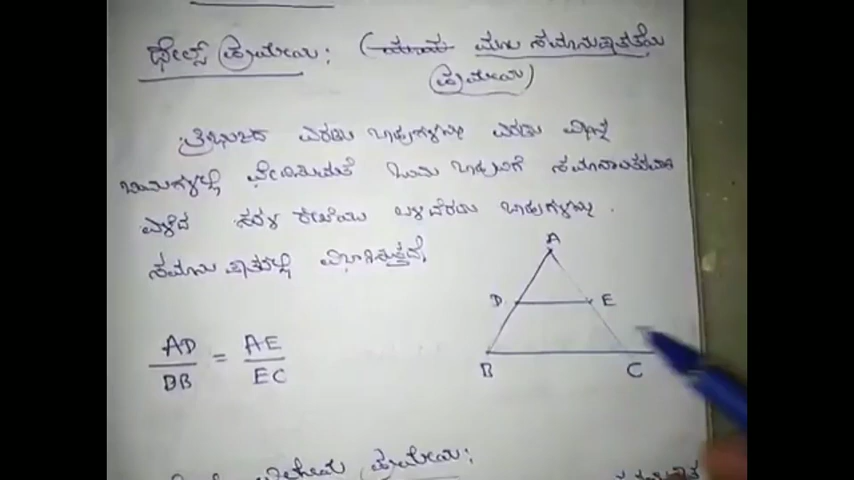 ಥೇಲ್ಸ್ ಪ್ರಮೇಯ: ( ಮೂಲ ಸಮಾನುಪಾತತೆಯ
ಪ್ರಮೇಯ)
ತ್ರಿಭುಜದ ಎರಡು ಬಾಹುಗಳನ್ನು ಎರಡು ವಿಭಿನ್ನ
ಬಿಂದುಗಳಲ್ಲಿ ಛೇದಿಸುವಂತೆ ಒಂದು ಬಾಹುವಿಗೆ ಸಮಾನಾಂತರವಾಗಿ
ಎಳೆದ ಸರಳ ರೇಖೆಯು ಉಳಿದೆರಡು ಬಾಹುಗಳನ್ನು
ಸಮಾನುಪಾತದಲ್ಲಿ ವಿಭಾಗಿಸುತ್ತದೆ.
A
D E
B C
AD/DB = AE/EC
ವಿಲೋಮ ಪ್ರಮೇಯ: